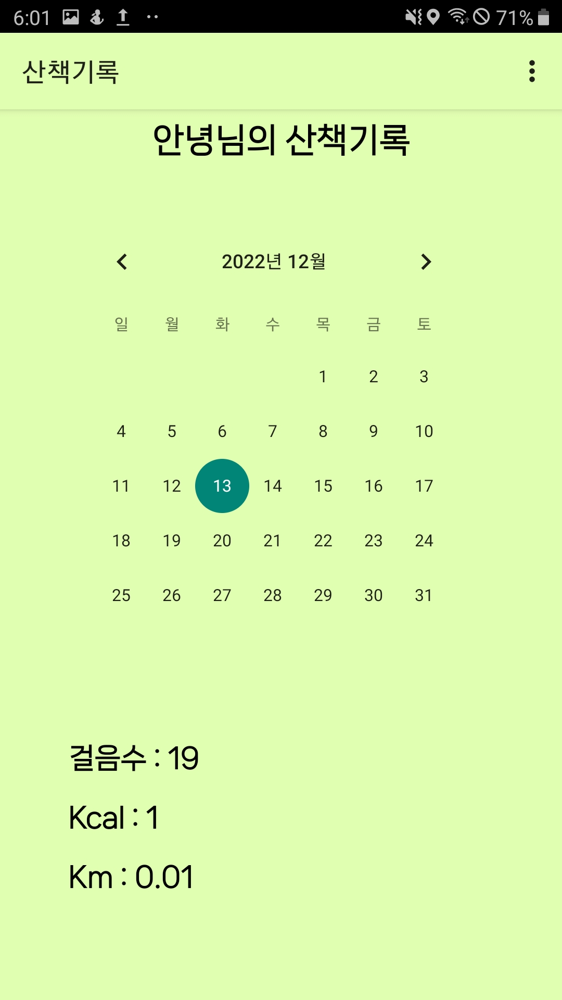 6:01 71%
산책기록
안녕님의 산책기록
2022년 12월
일 월 화 수 목 금 토
1 2 3
4 5 6 7 8 9 10
11 12 13 14 15 16 17
18 19 20 21 22 23 24
25 26 27 28 29 30 31
걸음수 : 19
Kcal : 1
Km : 0.01